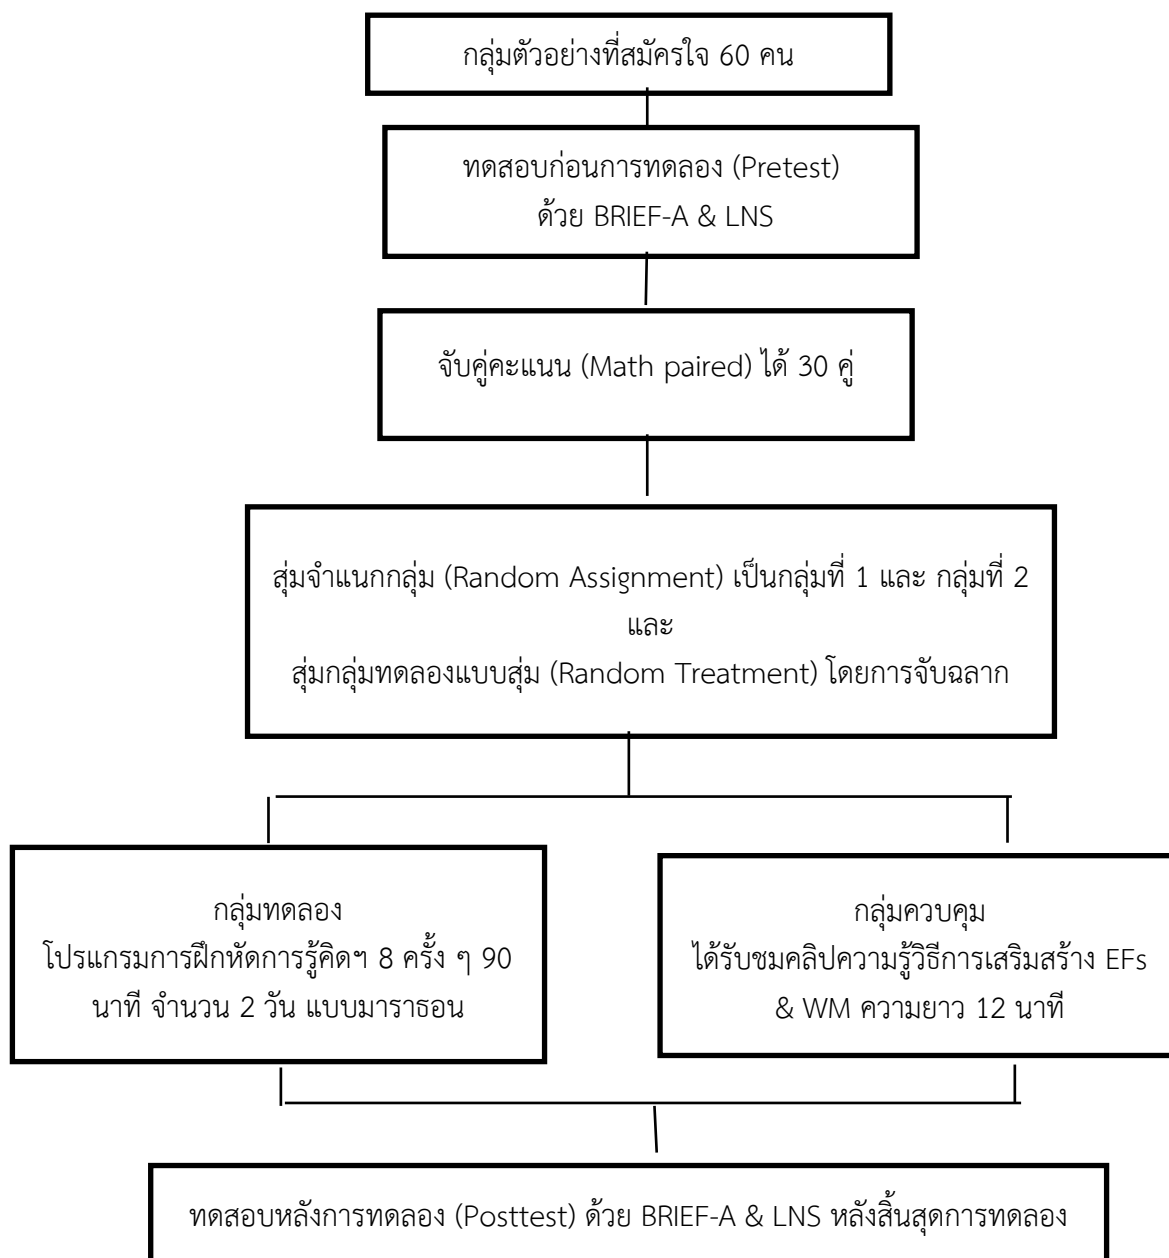 กลุ่มตัวอย่างที่สมัครใจ 60 คน
ทดสอบก่อนการทดลอง (Pretest)
ด้วย BRIEF-A & LNS
จับคู่คะแนน (Math paired) ได้ 30 คู่
สุ่มจำแนกกลุ่ม (Random Assignment) เป็นกลุ่มที่ 1 และ กลุ่มที่ 2
และ
สุ่มกลุ่มทดลองแบบสุ่ม (Random Treatment) โดยการจับฉลาก
กลุ่มทดลอง
โปรแกรมการฝึกหัดการรู้คิดฯ 8 ครั้ง ๆ 90
นาที จำนวน 2 วัน แบบมาราธอน
กลุ่มควบคุม
ได้รับชมคลิปความรู้วิธีการเสริมสร้าง EFs
& WM ความยาว 12 นาที
ทดสอบหลังการทดลอง (Posttest) ด้วย BRIEF-A & LNS หลังสิ้นสุดการทดลอง